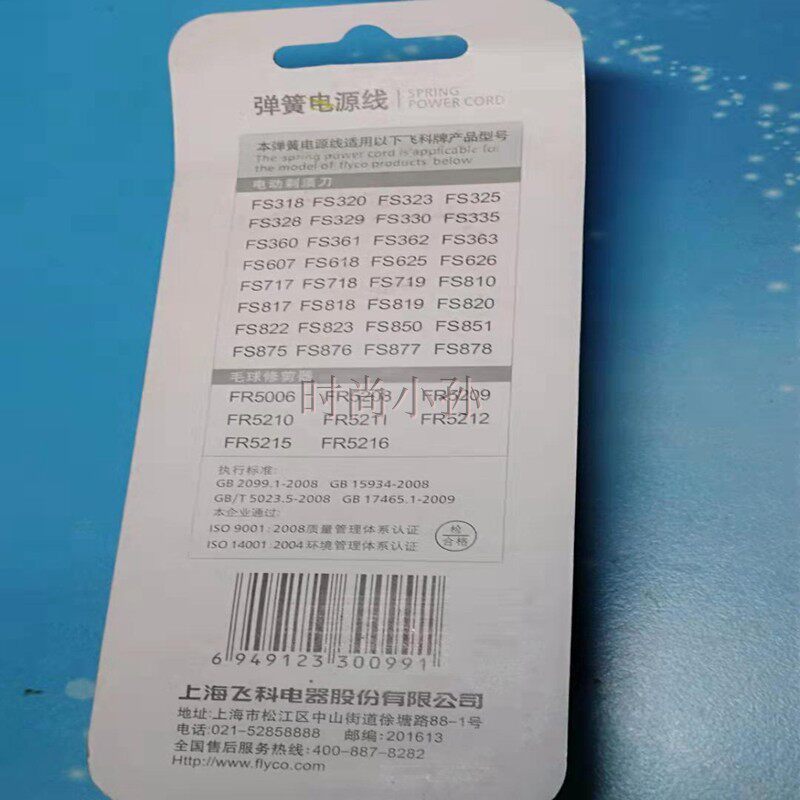 弹簧电源线 | SPRING
POWER CORD
本弹簧电源线适用以下飞科牌产品型号
The spring power cord is applicable for
the model of flyco products below
电动剃须刀
FS318 FS320 FS323 FS325
FS328 FS329 FS330 FS335
FS360 FS361 FS362 FS363
FS607 FS618 FS625 FS626
FS717 FS718 FS719 FS810
FS817 FS818 FS819 FS820
FS822 FS823 FS850 FS851
FS875 FS876 FS877 FS878
毛球修剪器
FR5006 FR5208 FR5209
时尚小孙
FR5210 FR5211 FR5212
FR5215 FR5216
执行标准:
GB 2099.1-2008 GB 15934-2008
GB/T 5023.5-2008 GB 17465.1-2009
本企业通过:
ISO 9001:2008质量管理体系认证
ISO 14001:2004环境管理体系认证
检
合格
6 949123 300991
上海飞科电器股份有限公司
地址:上海市松江区中山街道徐塘路88-1号
电话:021-52858888 邮编:201613
全国售后服务热线:400-887-8282
Http://www.flyco.com